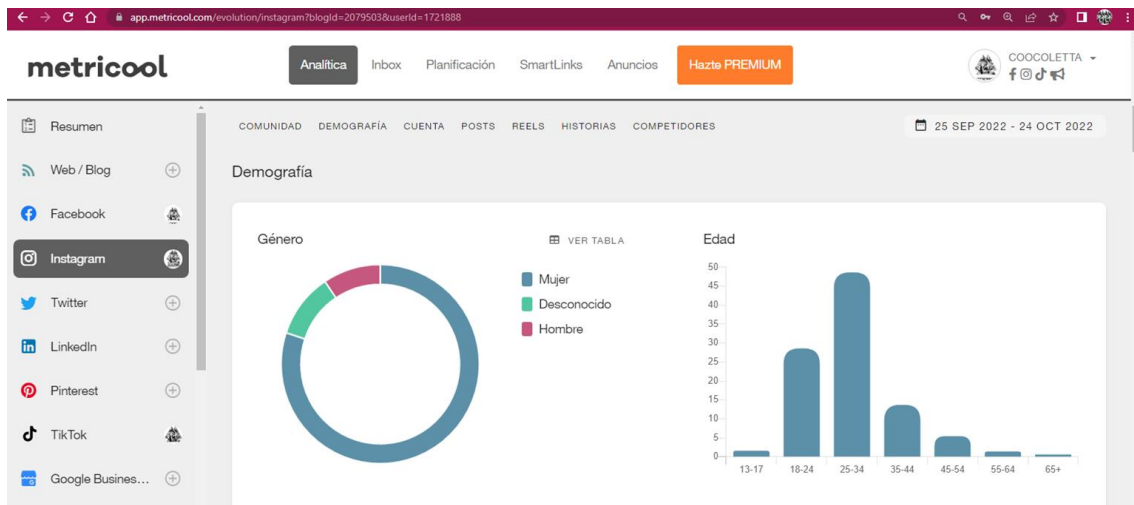 app.metricool.com/evolution/instagram?blogId=2079503&userId=1721888
metricool
Analítica
Inbox
Planificación
SmartLinks
Anuncios
Hazte PREMIUM
COOCOLETTA
Resumen
Web / Blog
Facebook
Instagram
Twitter
LinkedIn
Pinterest
TikTok
Google Busines...
COMUNIDAD DEMOGRAFÍA CUENTA POSTS REELS HISTORIAS COMPETIDORES
25 SEP 2022 - 24 OCT 2022
Demografía
Género
VER TABLA
Mujer
Desconocido
Hombre
Edad
50
45
40
35
30
25
20
15
10
5
0
13-17 18-24 25-34 35-44 45-54 55-64 65+